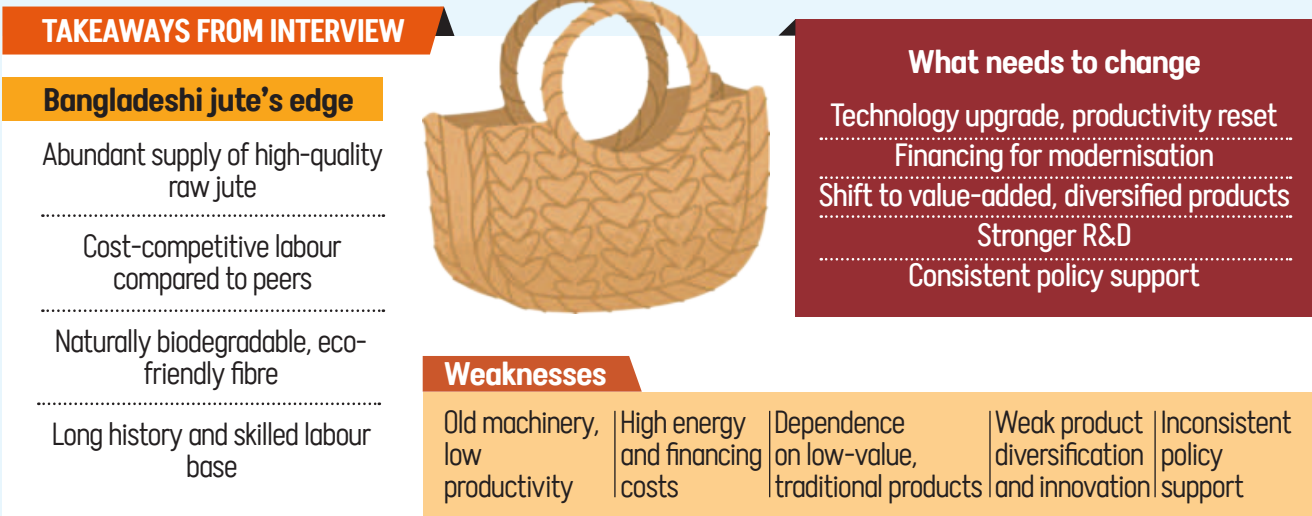 TAKEAWAYS FROM INTERVIEW
Bangladeshi jute's edge
Abundant supply of high-quality
raw jute
Cost-competitive labour
compared to peers
Naturally biodegradable, eco-
friendly fibre
Long history and skilled labour
base
What needs to change
Technology upgrade, productivity reset
Financing for modernisation
Shift to value-added, diversified products
Stronger R&D
Consistent policy support
Weaknesses
Old machinery,
low
productivity
High energy
and financing
costs
Dependence
on low-value,
traditional products
Weak product
diversification
and innovation
Inconsistent
policy
support